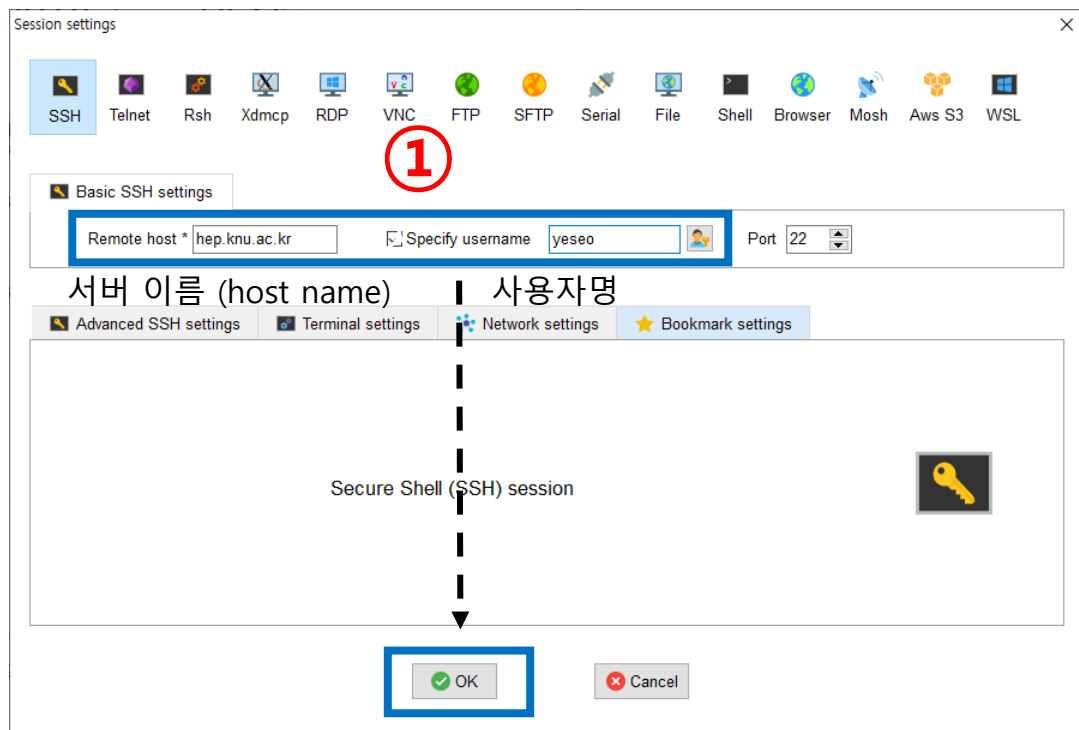 Session settings
SSH Telnet Rsh Xdmcp RDP VNC FTP SFTP Serial File Shell Browser Mosh Aws S3 WSL
①
Basic SSH settings
Remote host * hep.knu.ac.kr Specify username yeseo Port 22
서버 이름 (host name) 사용자명
Advanced SSH settings Terminal settings Network settings Bookmark settings
Secure Shell (SSH) session
OK Cancel